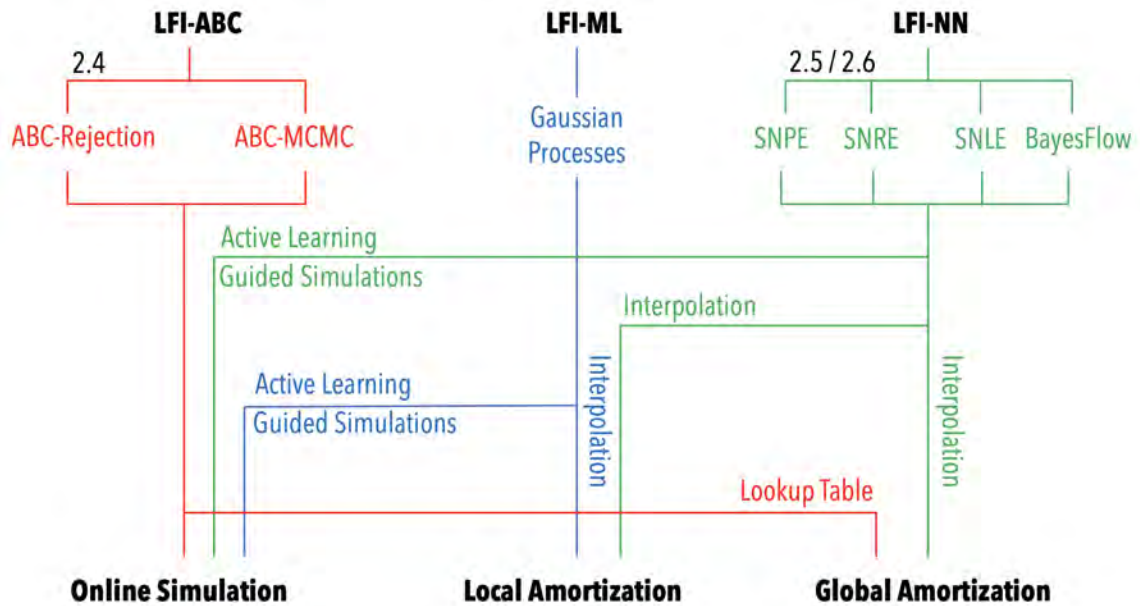 LFI-ABC
LFI-ML
LFI-NN
2.4
2.5 / 2.6
ABC-Rejection
ABC-MCMC
Gaussian
Processes
SNPE
SNRE
SNLE
BayesFlow
Active Learning
Guided Simulations
Interpolation
Interpolation
Interpolation
Active Learning
Guided Simulations
Lookup Table
Online Simulation
Local Amortization
Global Amortization